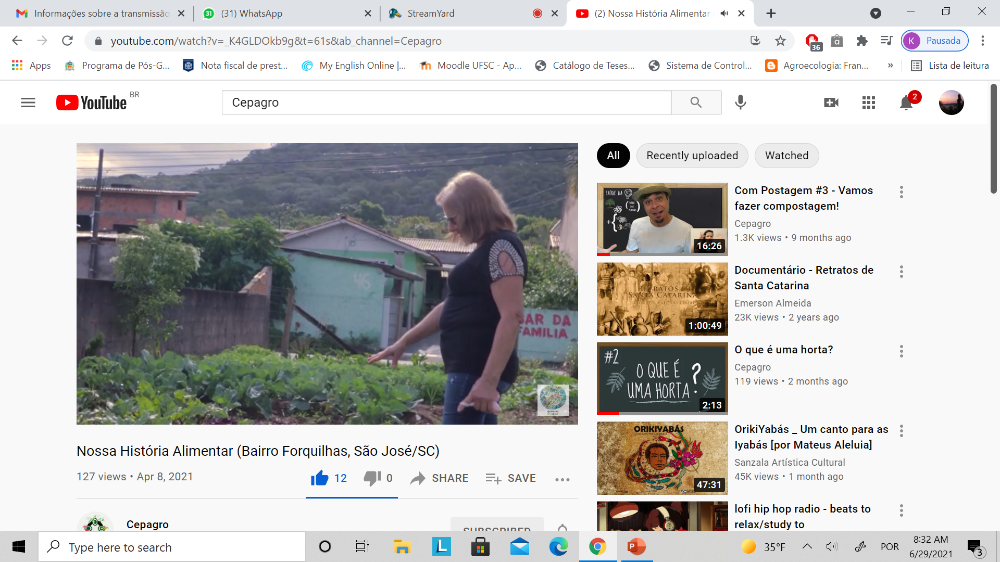 Informações sobre a transmissão
(31) WhatsApp
StreamYard
(2) Nossa História Alimentar
youtube.com/watch?v=_K4GLDOkb9g&t=61s&ab_channel=Cepagro
36
K Pausada
Apps
Programa de Pós-G...
Nota fiscal de prest...
My English Online |...
Moodle UFSC - Ap...
Catálogo de Teses...
Sistema de Control...
Agroecologia: Fran...
»
Lista de leitura
YouTube BR
Cepagro
2
46
BAR DA
FAMILIA
Nossa História Alimentar (Bairro Forquilhas, São José/SC)
127 views • Apr 8, 2021
12
0
SHARE
SAVE
Cepagro
SUBSCRIBED
All
Recently uploaded
Watched
SAÚDE DA
16:26
Com Postagem #3 - Vamos
fazer compostagem!
Cepagro
1.3K views • 9 months ago
RETRATOS DE
SANTA CATARINA
1:00:49
Documentário - Retratos de
Santa Catarina
Emerson Almeida
23K views • 2 years ago
#2
O QUE É
UMA HORTA?
2:13
O que é uma horta?
Cepagro
119 views • 2 months ago
ORIKIYABÁS
47:31
OrikiYabás _ Um canto para as
Iyabás [por Mateus Aleluia]
Sanzala Artística Cultural
45K views • 1 month ago
lofi hip hop radio - beats to
relax/study to
Type here to search
35°F
POR
8:32 AM
6/29/2021
3